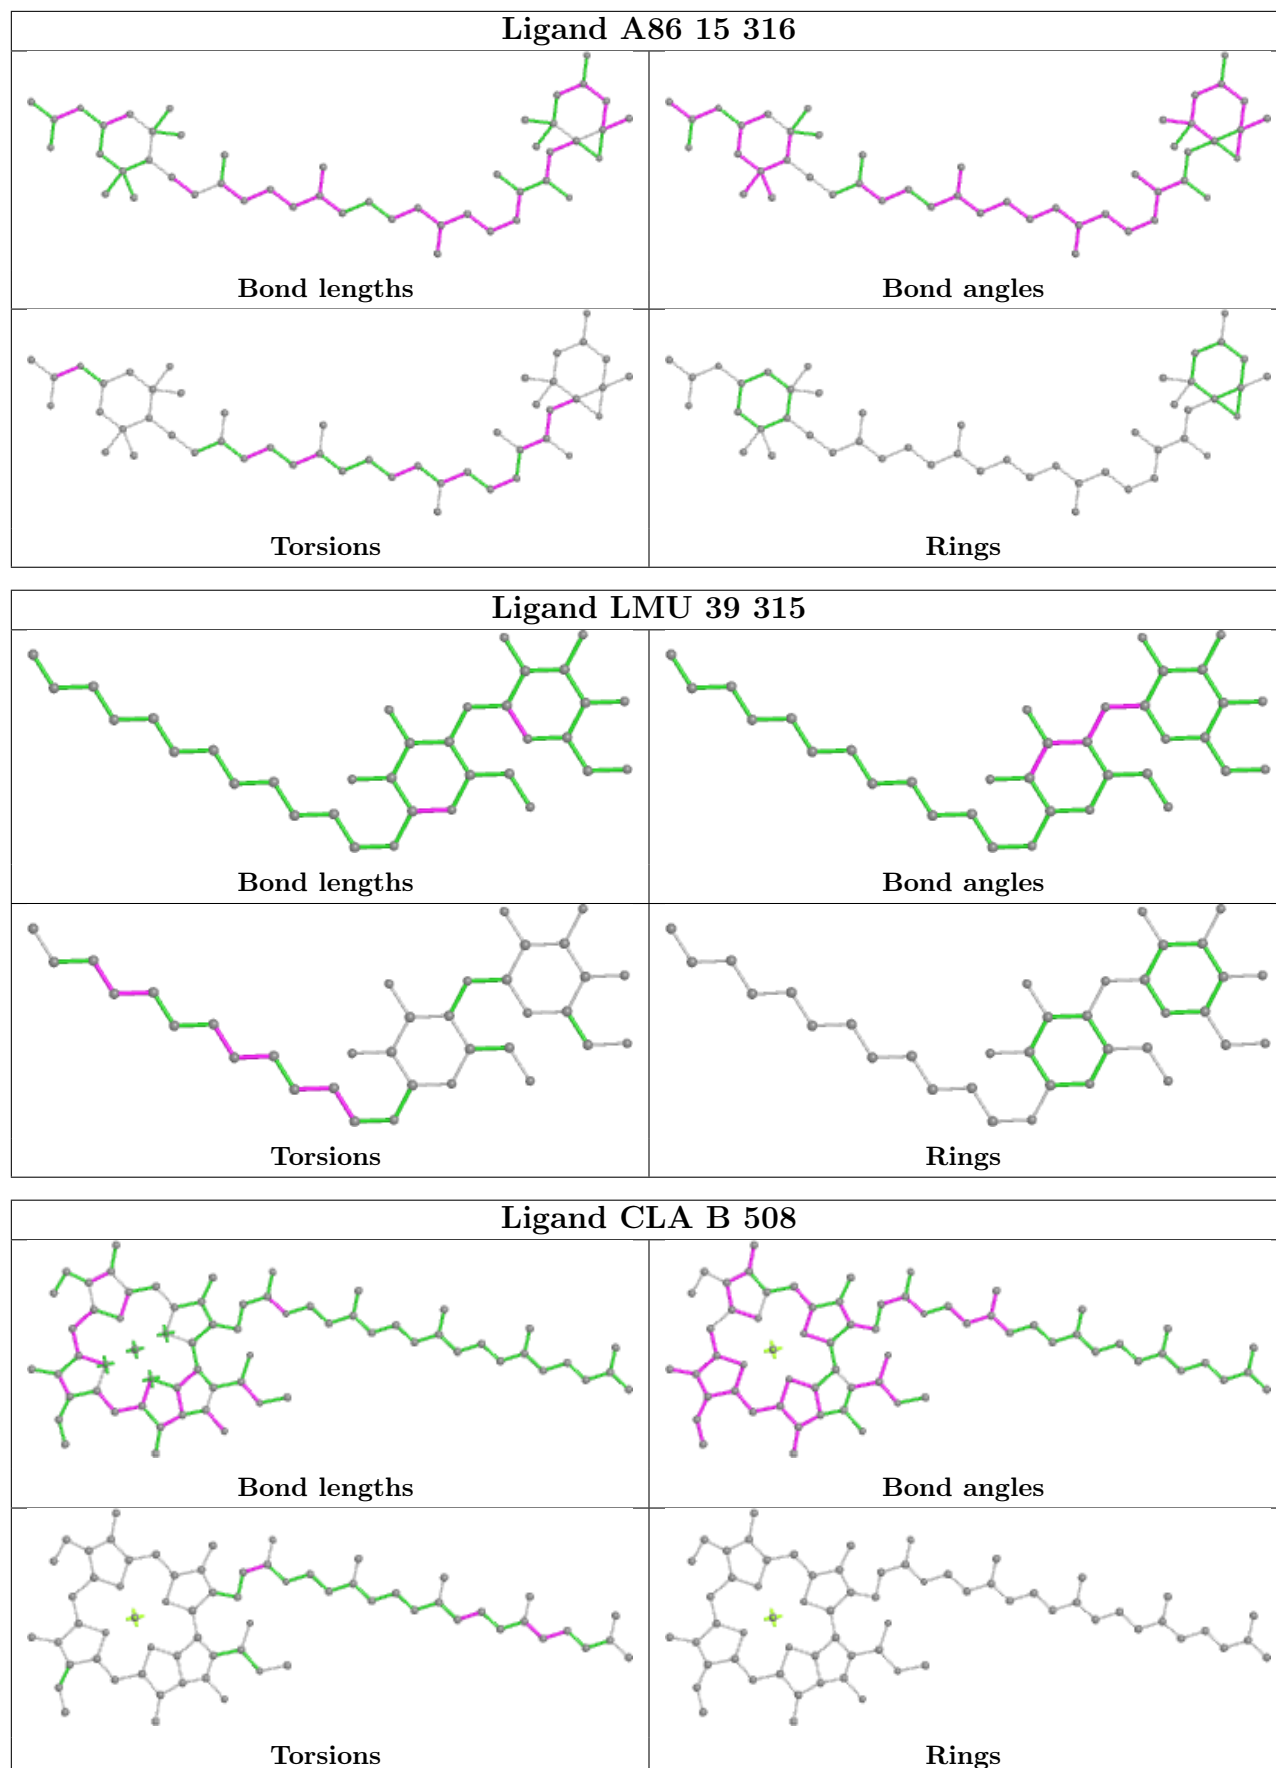 Ligand A86 15 316
Bond lengths
Bond angles
Torsions
Rings
Ligand LMU 39 315
Bond lengths
Bond angles
Torsions
Rings
Ligand CLA B 508
Bond lengths
Bond angles
Torsions
Rings